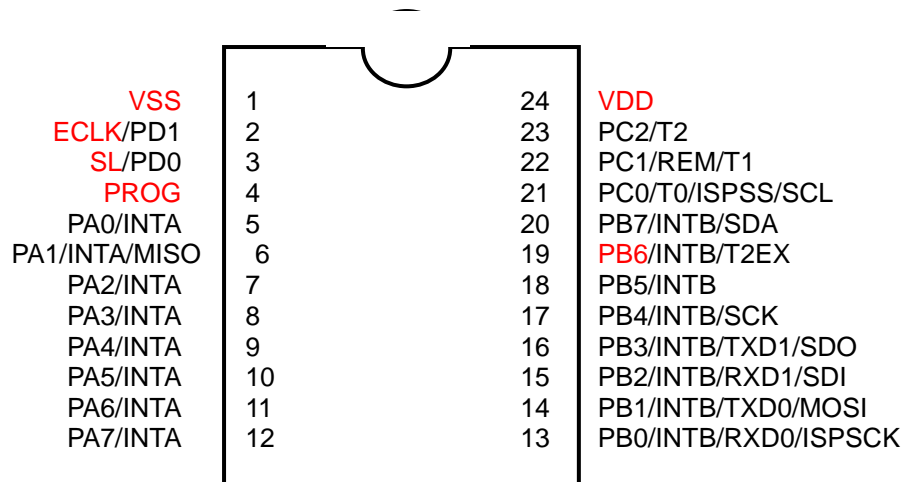 VSS 1 24 VDD
ECLK/PD1 2 23 PC2/T2
SL/PD0 3 22 PC1/REM/T1
PROG 4 21 PC0/T0/ISPSS/SCL
PA0/INTA 5 20 PB7/INTB/SDA
PA1/INTA/MISO 6 19 PB6/INTB/T2EX
PA2/INTA 7 18 PB5/INTB
PA3/INTA 8 17 PB4/INTB/SCK
PA4/INTA 9 16 PB3/INTB/TXD1/SDO
PA5/INTA 10 15 PB2/INTB/RXD1/SDI
PA6/INTA 11 14 PB1/INTB/TXD0/MOSI
PA7/INTA 12 13 PB0/INTB/RXD0/ISPSCK